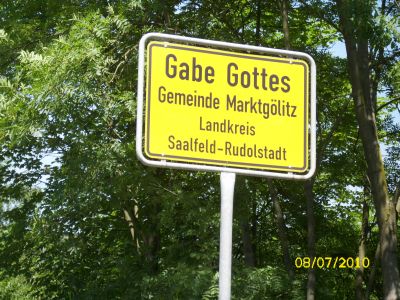 Gabe Gottes
Gemeinde Marktgölitz
Landkreis
Saalfeld-Rudolstadt
08/07/2010